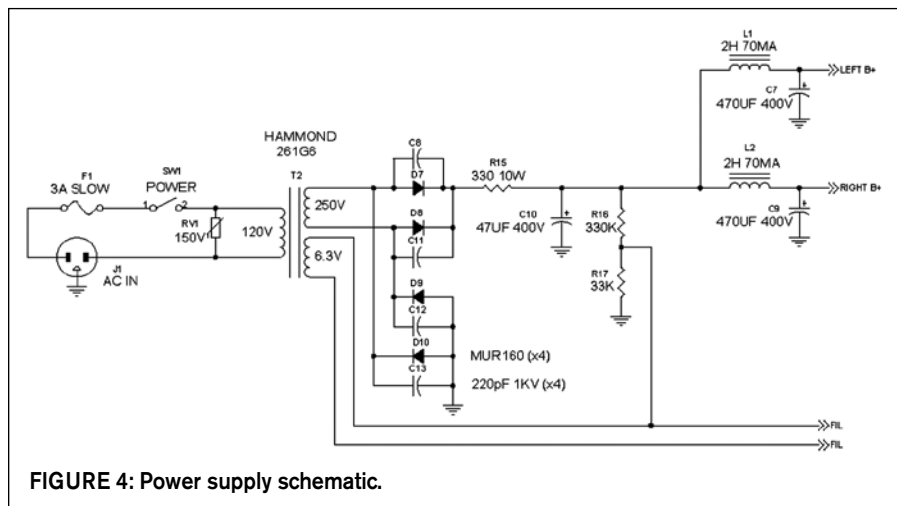 L1
2H 70MA
LEFT B+
C7
470UF 400V
HAMMOND
261G6
C8
L2
2H 70MA
F1
3A SLOW
SW1
POWER
T2
D7
R15
330 10W
RIGHT B+
1 2
250V
D8
C10
47UF 400V
R16
330K
C9
470UF 400V
RV1
150V
120V
C11
6.3V
J1
AC IN
D9
R17
33K
C12
D10
MUR160 (x4)
C13
220pF 1KV (x4)
FIL
FIL
FIGURE 4: Power supply schematic.